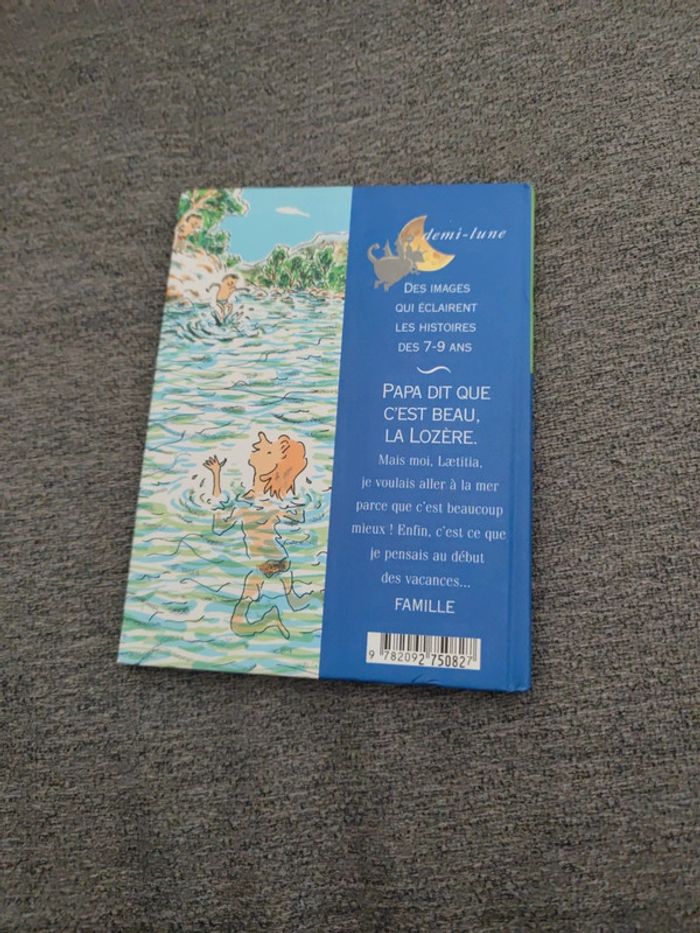 demi-lune
DES IMAGES
QUI ÉCLAIRENT
LES HISTOIRES
DES 7-9 ANS
PAPA DIT QUE
C'EST BEAU,
LA LOZÈRE.
Mais moi, Lætitia,
je voulais aller à la mer
parce que c'est beaucoup
mieux ! Enfin, c'est ce que
je pensais au début
des vacances...
FAMILLE
9 782092 750827